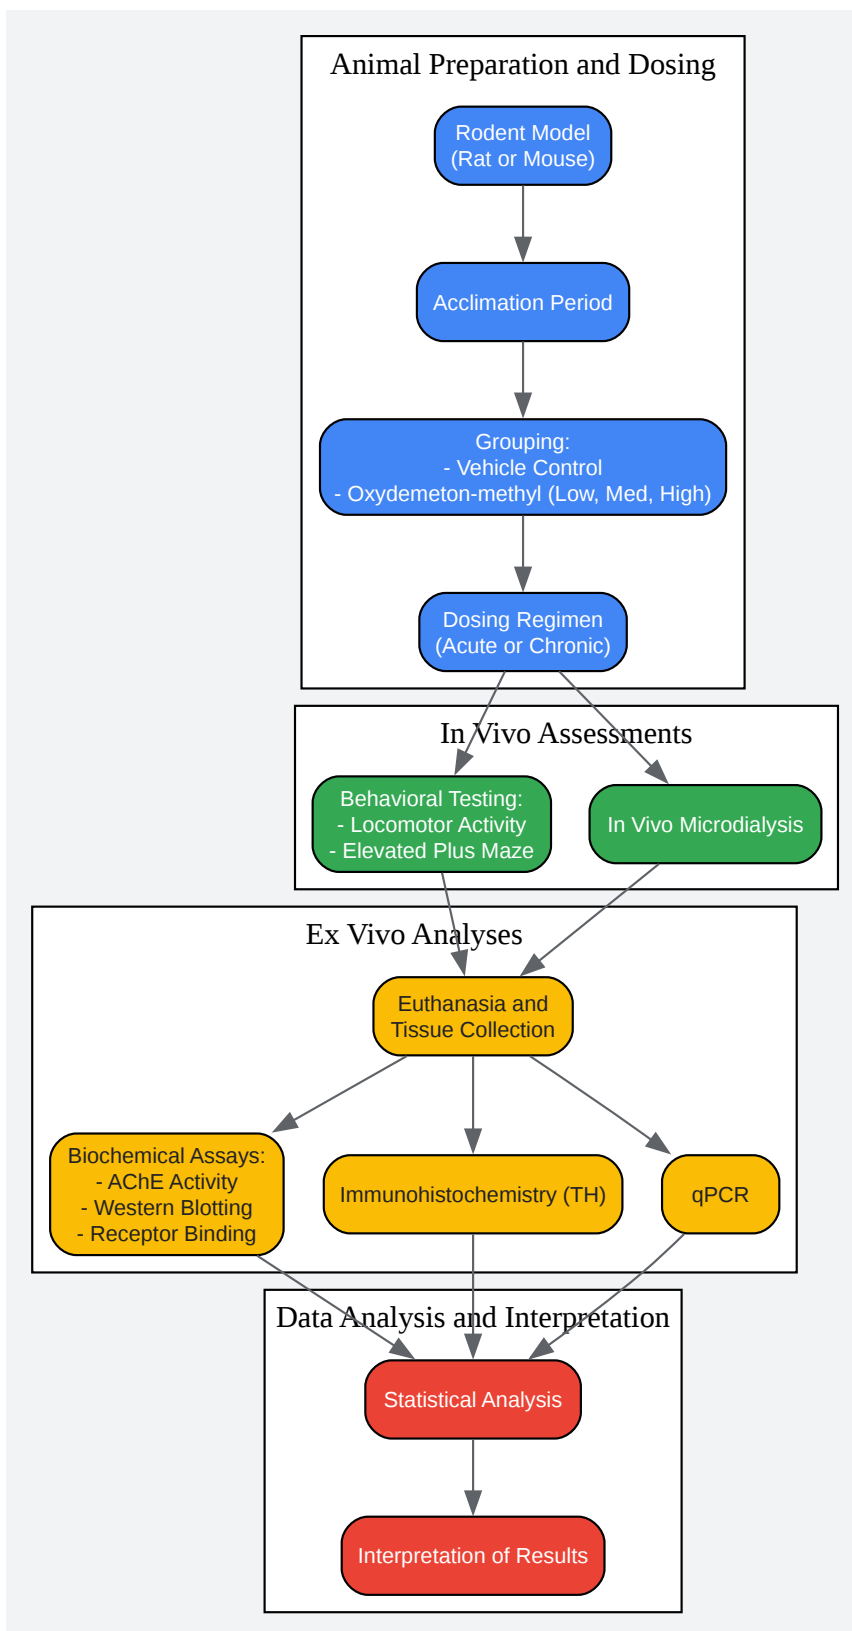 Animal Preparation and Dosing
Rodent Model
(Rat or Mouse)
Acclimation Period
Grouping:
- Vehicle Control
- Oxydemeton-methyl (Low, Med, High)
Dosing Regimen
(Acute or Chronic)
In Vivo Assessments
Behavioral Testing:
- Locomotor Activity
- Elevated Plus Maze
In Vivo Microdialysis
Ex Vivo Analyses
Euthanasia and
Tissue Collection
Biochemical Assays:
- AChE Activity
- Western Blotting
- Receptor Binding
Immunohistochemistry (TH)
qPCR
Data Analysis and Interpretation
Statistical Analysis
Interpretation of Results